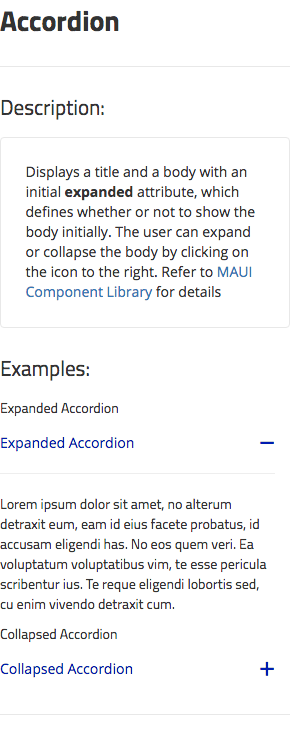 Accordion
Description:
Displays a title and a body with an
initial expanded attribute, which
defines whether or not to show the
body initially. The user can expand
or collapse the body by clicking on
the icon to the right. Refer to MAUI
Component Library for details
Examples:
Expanded Accordion
Expanded Accordion
Lorem ipsum dolor sit amet, no alterum
detraxit eum, eam id eius facete probatus, id
accusam eligendi has. No eos quem veri. Ea
voluptatum voluptatibus vim, te esse pericula
scribentur ius. Te reque eligendi lobortis sed,
cu enim vivendo detraxit cum.
Collapsed Accordion
Collapsed Accordion